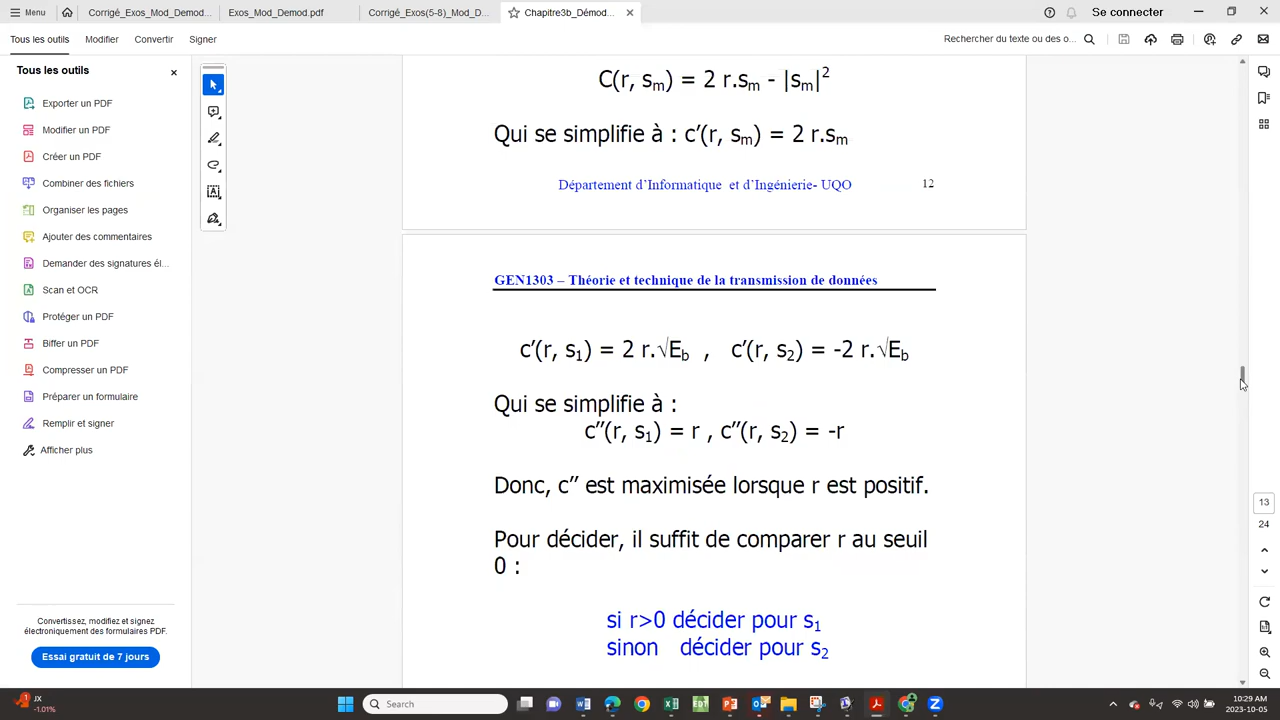 Menu
Corrigé_Exos_Mod_Demod...
Exos_Mod_Demod.pdf
Corrigé_Exos(5-8)_Mod_D...
Chapitre3b_Démod...
Se connecter
Tous les outils
Modifier
Convertir
Signer
Rechercher du texte ou des o...
Tous les outils
Exporter un PDF
Modifier un PDF
Créer un PDF
Combiner des fichiers
Organiser les pages
Ajouter des commentaires
Demander des signatures él...
Scan et OCR
Protéger un PDF
Biffer un PDF
Compresser un PDF
Préparer un formulaire
Remplir et signer
Afficher plus
Convertissez, modifiez et signez
électroniquement des formulaires PDF.
Essai gratuit de 7 jours
C(r, sₘ) = 2 r.sₘ - |sₘ|²
Qui se simplifie à : c’(r, sₘ) = 2 r.sₘ
Département d’Informatique et d’Ingénierie- UQO 12
GEN1303 – Théorie et technique de la transmission de données
c’(r, s₁) = 2 r.√E_b , c’(r, s₂) = -2 r.√E_b
Qui se simplifie à :
c’’(r, s₁) = r , c’’(r, s₂) = -r
Donc, c’’ est maximisée lorsque r est positif.
Pour décider, il suffit de comparer r au seuil
0 :
si r>0 décider pour s₁
sinon décider pour s₂
13
24
1
JX
-1.01%
Search
10:29 AM
2023-10-05